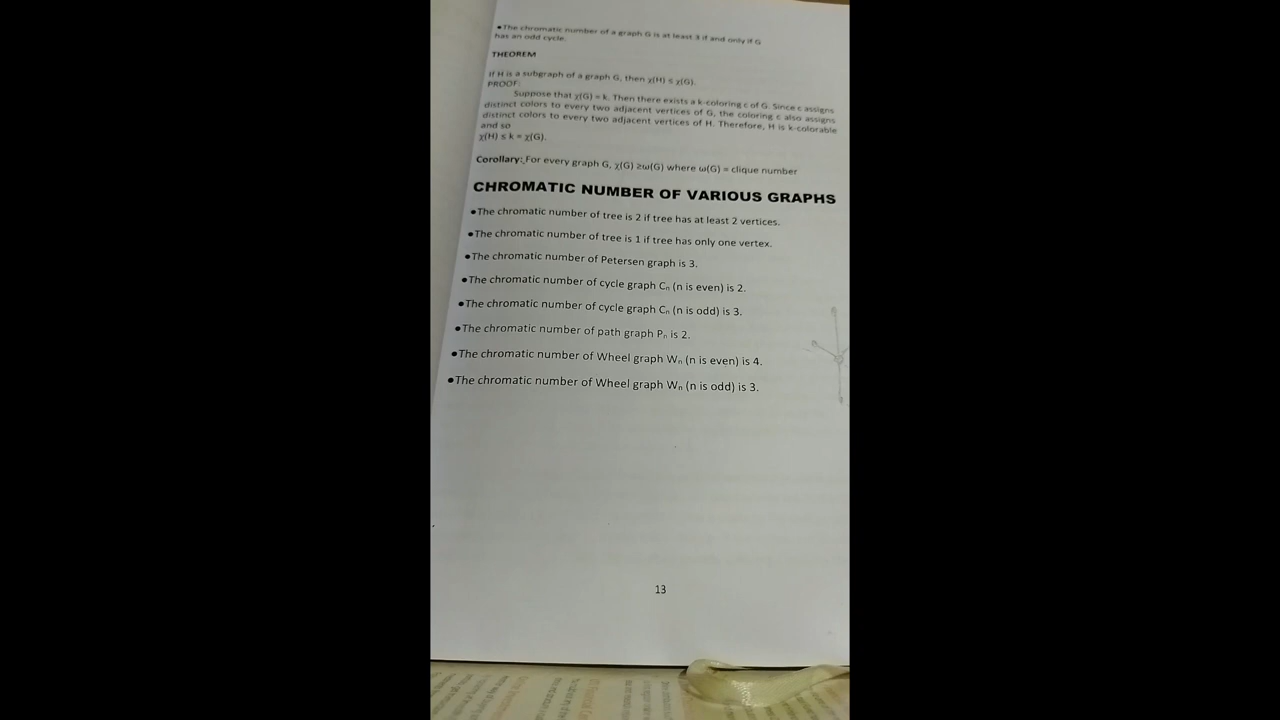 •The chromatic number of a graph G is at least 3 if and only if G
has an odd cycle.
THEOREM
If H is a subgraph of a graph G, then χ(H) ≤ χ(G).
PROOF:
Suppose that χ(G) = k. Then there exists a k-coloring c of G. Since c assigns
distinct colors to every two adjacent vertices of G, the coloring c also assigns
distinct colors to every two adjacent vertices of H. Therefore, H is k-colorable
and so
χ(H) ≤ k = χ(G).
Corollary: For every graph G, χ(G) ≥ω(G) where ω(G) = clique number
CHROMATIC NUMBER OF VARIOUS GRAPHS
•The chromatic number of tree is 2 if tree has at least 2 vertices.
•The chromatic number of tree is 1 if tree has only one vertex.
•The chromatic number of Petersen graph is 3.
•The chromatic number of cycle graph Cₙ (n is even) is 2.
•The chromatic number of cycle graph Cₙ (n is odd) is 3.
•The chromatic number of path graph Pₙ is 2.
•The chromatic number of Wheel graph Wₙ (n is even) is 4.
•The chromatic number of Wheel graph Wₙ (n is odd) is 3.
13